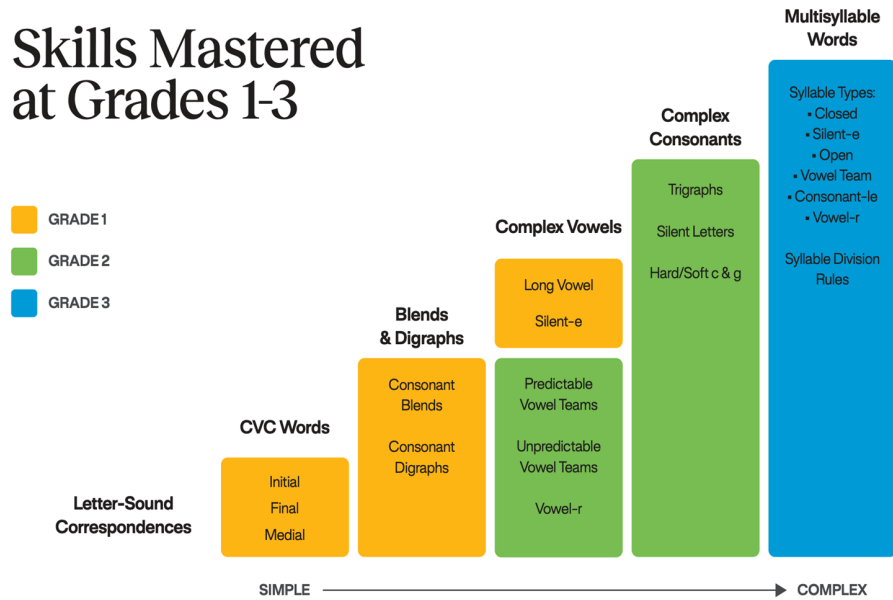 Skills Mastered
at Grades 1-3
GRADE 1
GRADE 2
GRADE 3
Letter-Sound
Correspondences
CVC Words
Initial
Final
Medial
Blends
& Digraphs
Consonant
Blends
Consonant
Digraphs
Complex Vowels
Long Vowel
Silent-e
Predictable
Vowel Teams
Unpredictable
Vowel Teams
Vowel-r
Complex
Consonants
Trigraphs
Silent Letters
Hard/Soft c & g
Multisyllable
Words
Syllable Types:
▪ Closed
▪ Silent-e
▪ Open
▪ Vowel Team
▪ Consonant-le
▪ Vowel-r
Syllable Division
Rules
SIMPLE
COMPLEX